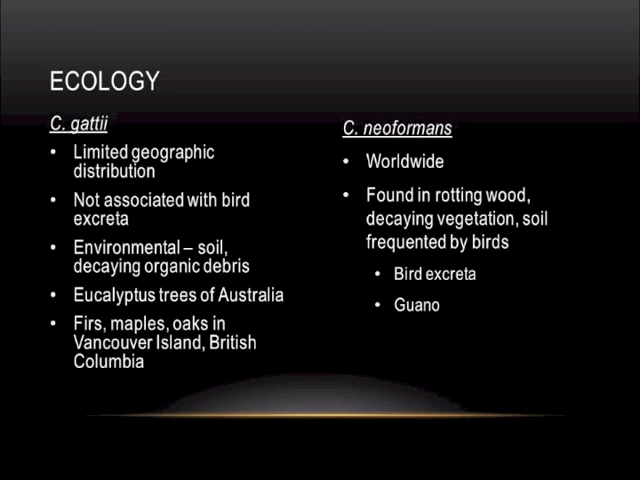 ECOLOGY
C. gattii
• Limited geographic
distribution
• Not associated with bird
excreta
• Environmental – soil,
decaying organic debris
• Eucalyptus trees of Australia
• Firs, maples, oaks in
Vancouver Island, British
Columbia
C. neoformans
• Worldwide
• Found in rotting wood,
decaying vegetation, soil
frequented by birds
• Bird excreta
• Guano